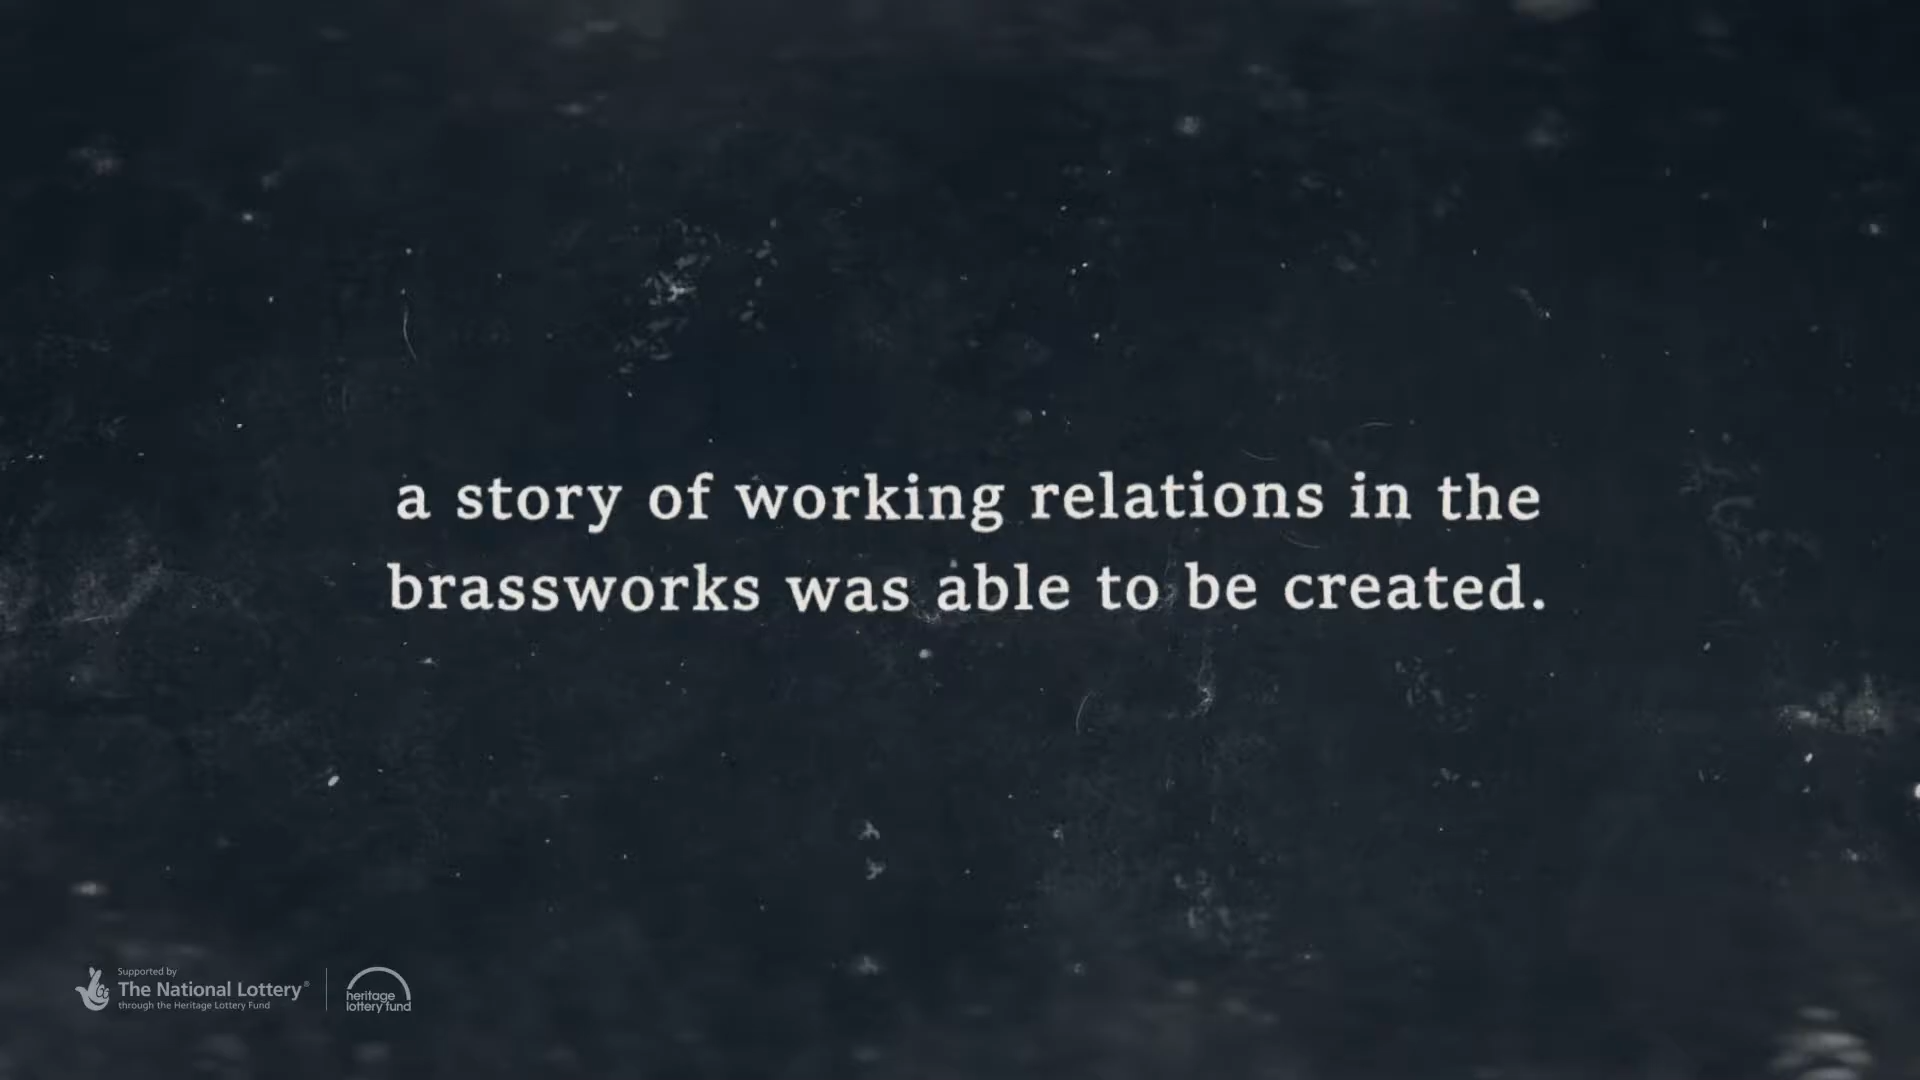 a story of working relations in the
brassworks was able to be created.
Supported by
The National Lottery®
through the Heritage Lottery Fund
heritage
lottery fund